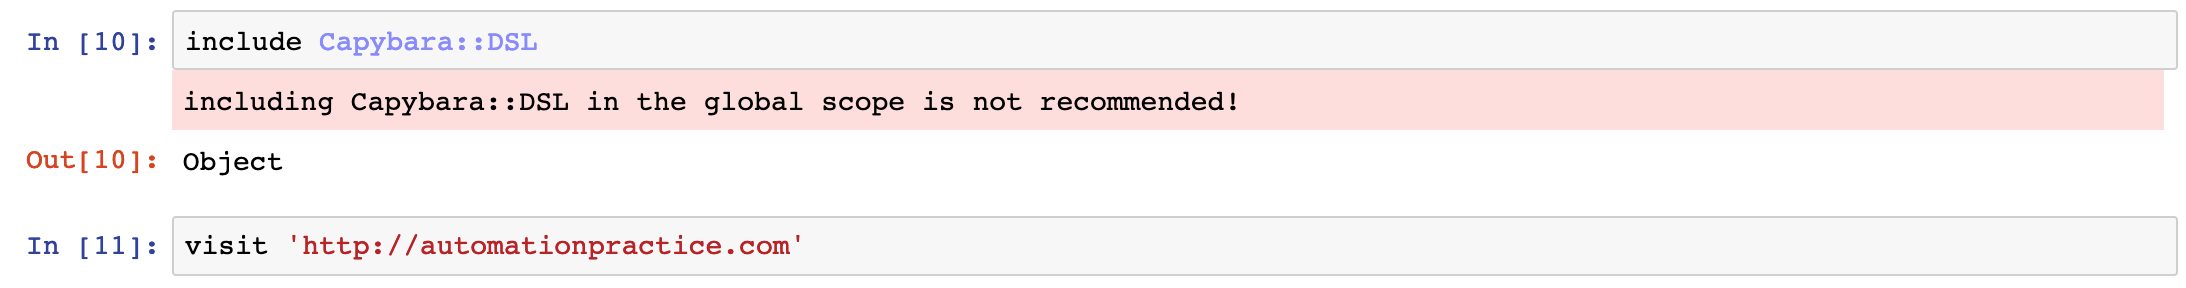 In [10]: include Capybara::DSL
including Capybara::DSL in the global scope is not recommended!
Out[10]: Object
In [11]: visit 'http://automationpractice.com'